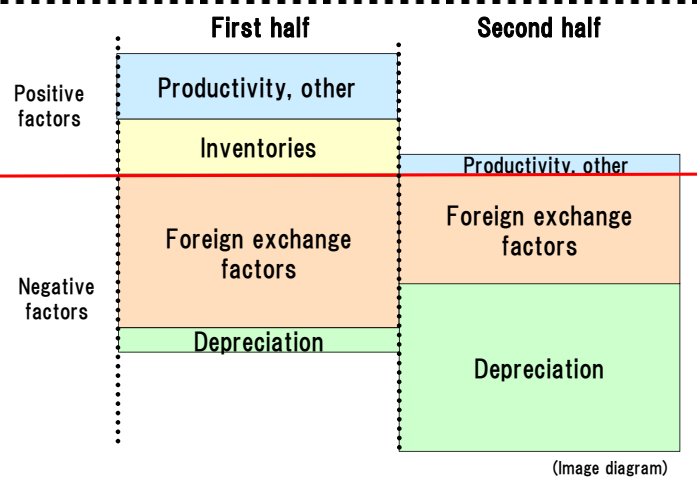 First half
Second half
Positive
factors
Productivity, other
Inventories
Productivity, other
Foreign exchange
factors
Foreign exchange
factors
Negative
factors
Depreciation
Depreciation
(Image diagram)